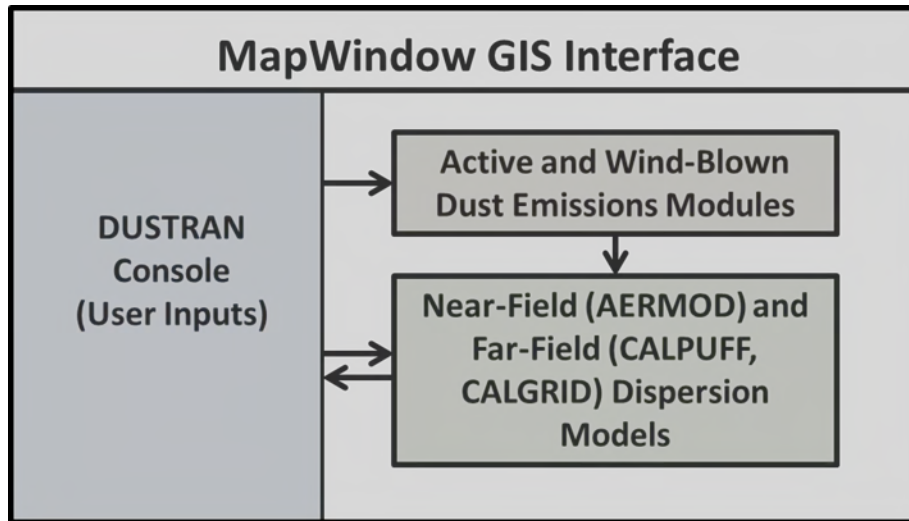 MapWindow GIS Interface
DUSTRAN
Console
(User Inputs)
Active and Wind-Blown
Dust Emissions Modules
Near-Field (AERMOD) and
Far-Field (CALPUFF,
CALGRID) Dispersion
Models